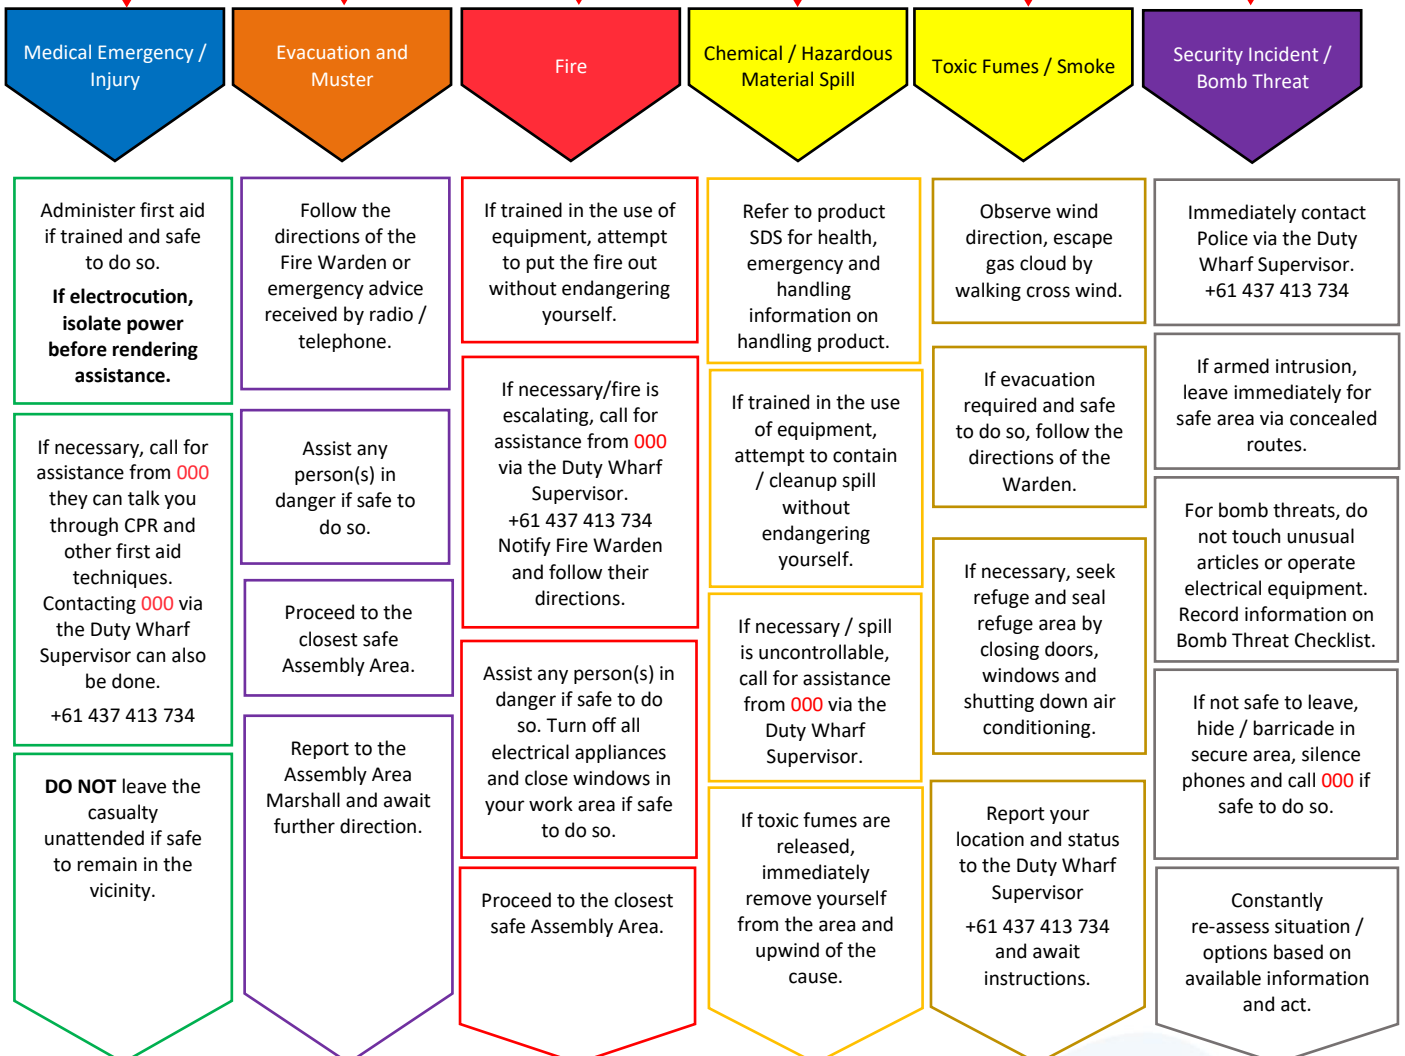 Medical Emergency /
Injury
Administer first aid
if trained and safe
to do so.
If electrocution,
isolate power
before rendering
assistance.
If necessary, call for
assistance from 000
they can talk you
through CPR and
other first aid
techniques.
Contacting 000 via
the Duty Wharf
Supervisor can also
be done.
+61 437 413 734
DO NOT leave the
casualty
unattended if safe
to remain in the
vicinity.
Evacuation and
Muster
Follow the
directions of the
Fire Warden or
emergency advice
received by radio /
telephone.
Assist any
person(s) in
danger if safe to
do so.
Proceed to the
closest safe
Assembly Area.
Report to the
Assembly Area
Marshall and await
further direction.
Fire
If trained in the use of
equipment, attempt
to put the fire out
without endangering
yourself.
If necessary/fire is
escalating, call for
assistance from 000
via the Duty Wharf
Supervisor.
+61 437 413 734
Notify Fire Warden
and follow their
directions.
Assist any person(s) in
danger if safe to do
so. Turn off all
electrical appliances
and close windows in
your work area if safe
to do so.
Proceed to the closest
safe Assembly Area.
Chemical / Hazardous
Material Spill
Refer to product
SDS for health,
emergency and
handling
information on
handling product.
If trained in the use
of equipment,
attempt to contain
/ cleanup spill
without
endangering
yourself.
If necessary / spill
is uncontrollable,
call for assistance
from 000 via the
Duty Wharf
Supervisor.
If toxic fumes are
released,
immediately
remove yourself
from the area and
upwind of the
cause.
Toxic Fumes / Smoke
Observe wind
direction, escape
gas cloud by
walking cross wind.
If evacuation
required and safe
to do so, follow the
directions of the
Warden.
If necessary, seek
refuge and seal
refuge area by
closing doors,
windows and
shutting down air
conditioning.
Report your
location and status
to the Duty Wharf
Supervisor
+61 437 413 734
and await
instructions.
Security Incident /
Bomb Threat
Immediately contact
Police via the Duty
Wharf Supervisor.
+61 437 413 734
If armed intrusion,
leave immediately for
safe area via concealed
routes.
For bomb threats, do
not touch unusual
articles or operate
electrical equipment.
Record information on
Bomb Threat Checklist.
If not safe to leave,
hide / barricade in
secure area, silence
phones and call 000 if
safe to do so.
Constantly
re-assess situation /
options based on
available information
and act.